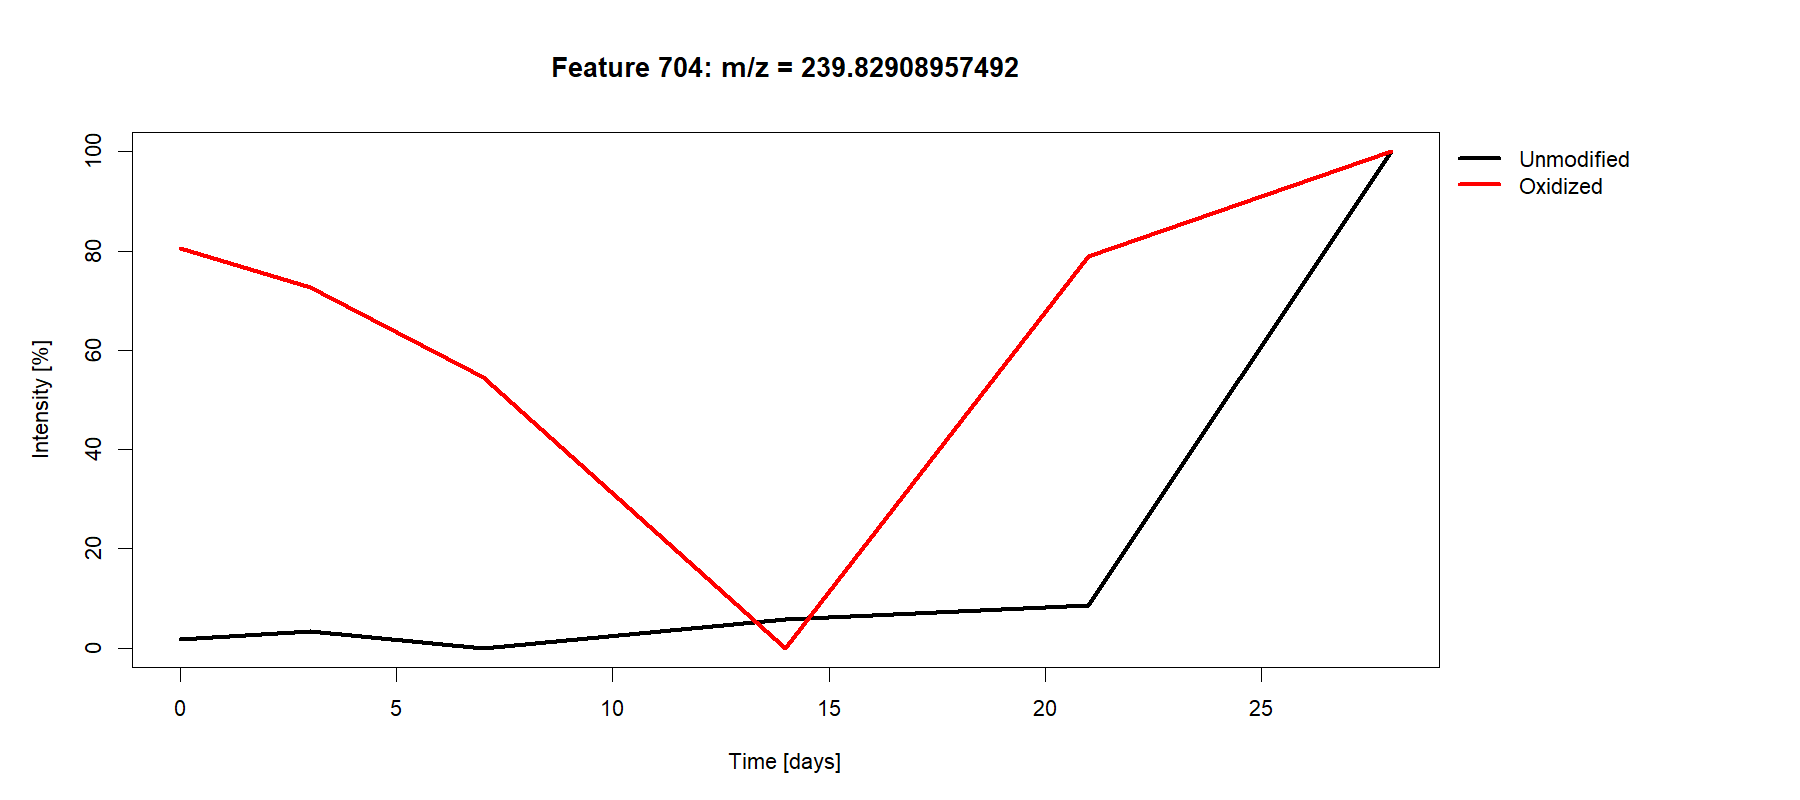 Feature 704: m/z = 239.82908957492
100
80
60
40
20
0
Intensity [%]
0 5 10 15 20 25
Time [days]
Unmodified
Oxidized